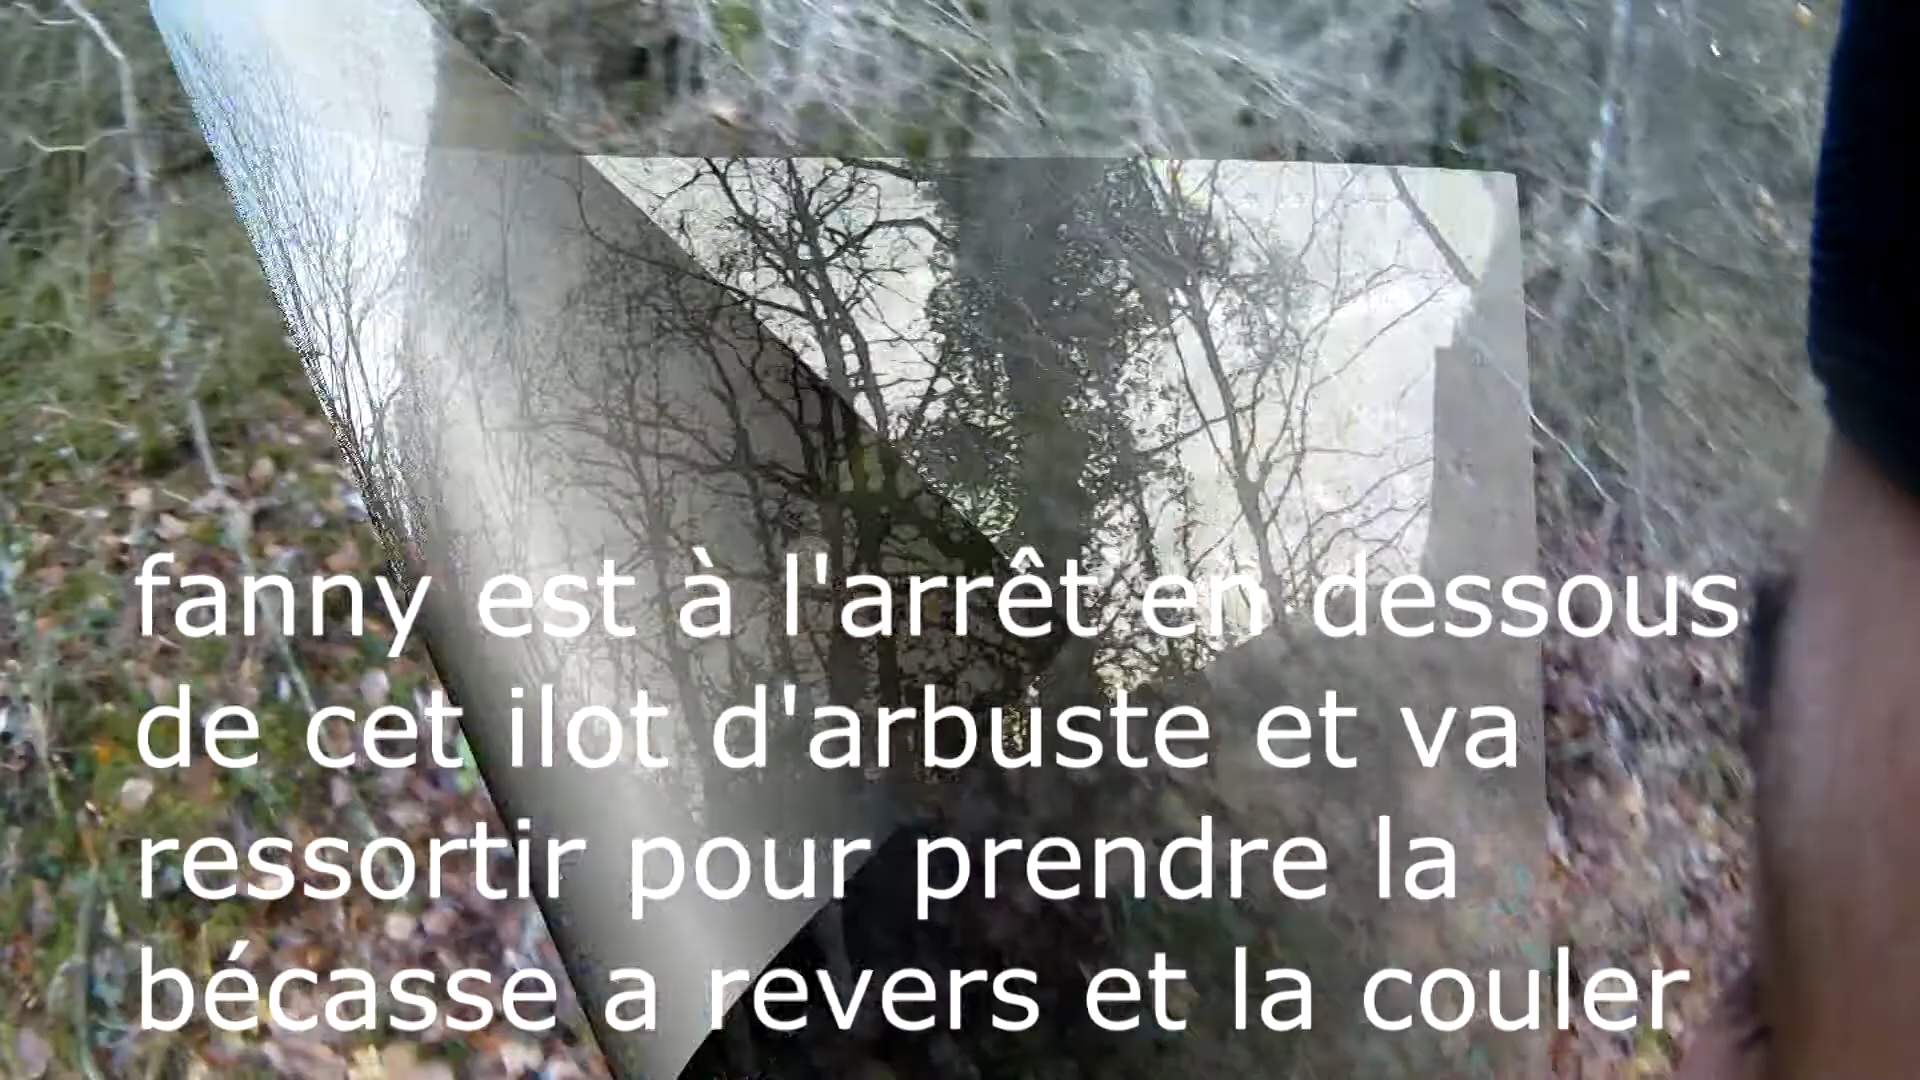 fanny est à l'arrêt en dessous
de cet ilot d'arbuste et va
ressortir pour prendre la
bécasse a revers et la couler